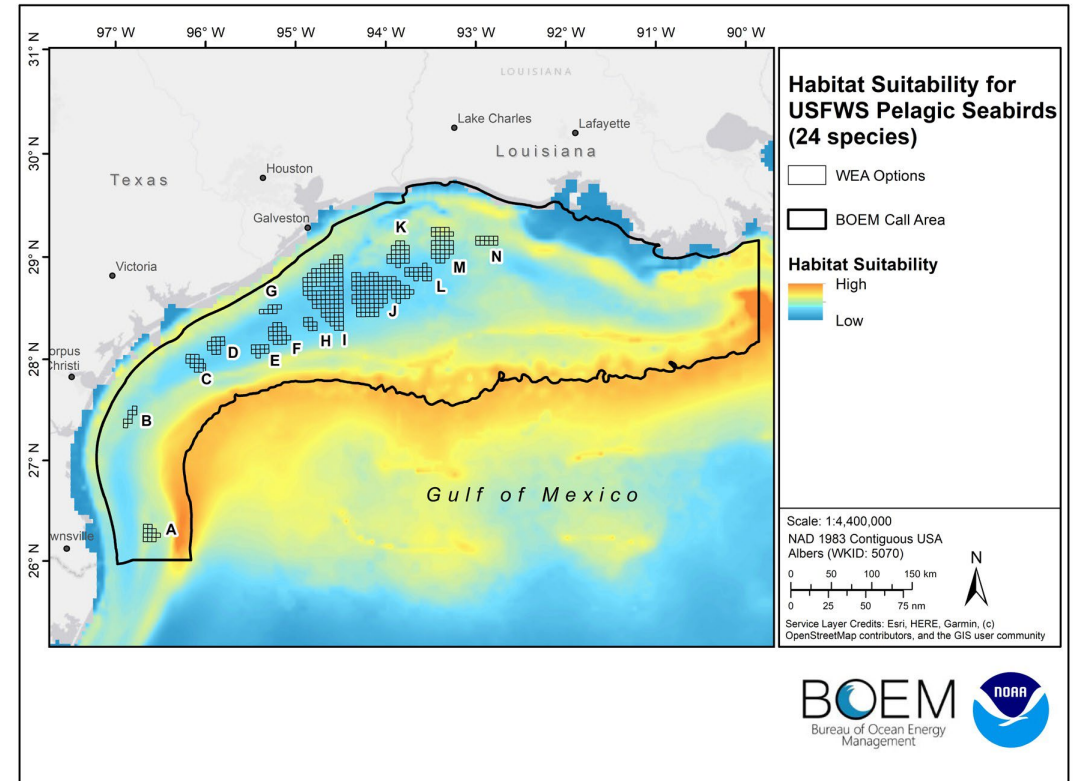 97° W 96° W 95° W 94° W 93° W 92° W 91° W 90° W
31° N
30° N
29° N
28° N
27° N
26° N
LOUISIANA
Lake Charles
Lafayette
Louisiana
Houston
Texas
Galveston
Victoria
orpus
hristi
wnsville
K
N
M
L
G
J
H I
F
E
D
C
B
A
Gulf of Mexico
Habitat Suitability for
USFWS Pelagic Seabirds
(24 species)
WEA Options
BOEM Call Area
Habitat Suitability
High
Low
Scale: 1:4,400,000
NAD 1983 Contiguous USA
Albers (WKID: 5070)
N
0 50 100 150 km
0 25 50 75 nm
Service Layer Credits: Esri, HERE, Garmin, (c)
OpenStreetMap contributors, and the GIS user community
BOEM
Bureau of Ocean Energy
Management
NOAA